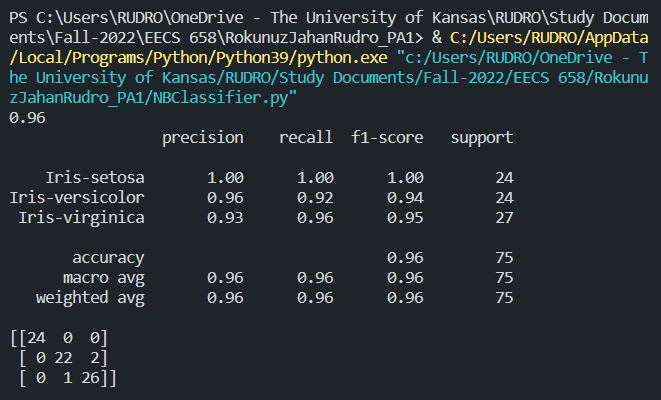 PS C:\Users\RUDRO\OneDrive - The University of Kansas\RUDRO\Study Docum
ents\Fall-2022\EECS 658\RokunuzJahanRudro_PA1> & C:/Users/RUDRO/AppData
/Local/Programs/Python/Python39/python.exe "c:/Users/RUDRO/OneDrive - T
he University of Kansas/RUDRO/Study Documents/Fall-2022/EECS 658/Rokunu
zJahanRudro_PA1/NBClassifier.py"
0.96
precision recall f1-score support
Iris-setosa 1.00 1.00 1.00 24
Iris-versicolor 0.96 0.92 0.94 24
Iris-virginica 0.93 0.96 0.95 27
accuracy 0.96 75
macro avg 0.96 0.96 0.96 75
weighted avg 0.96 0.96 0.96 75
[[24 0 0]
[ 0 22 2]
[ 0 1 26]]